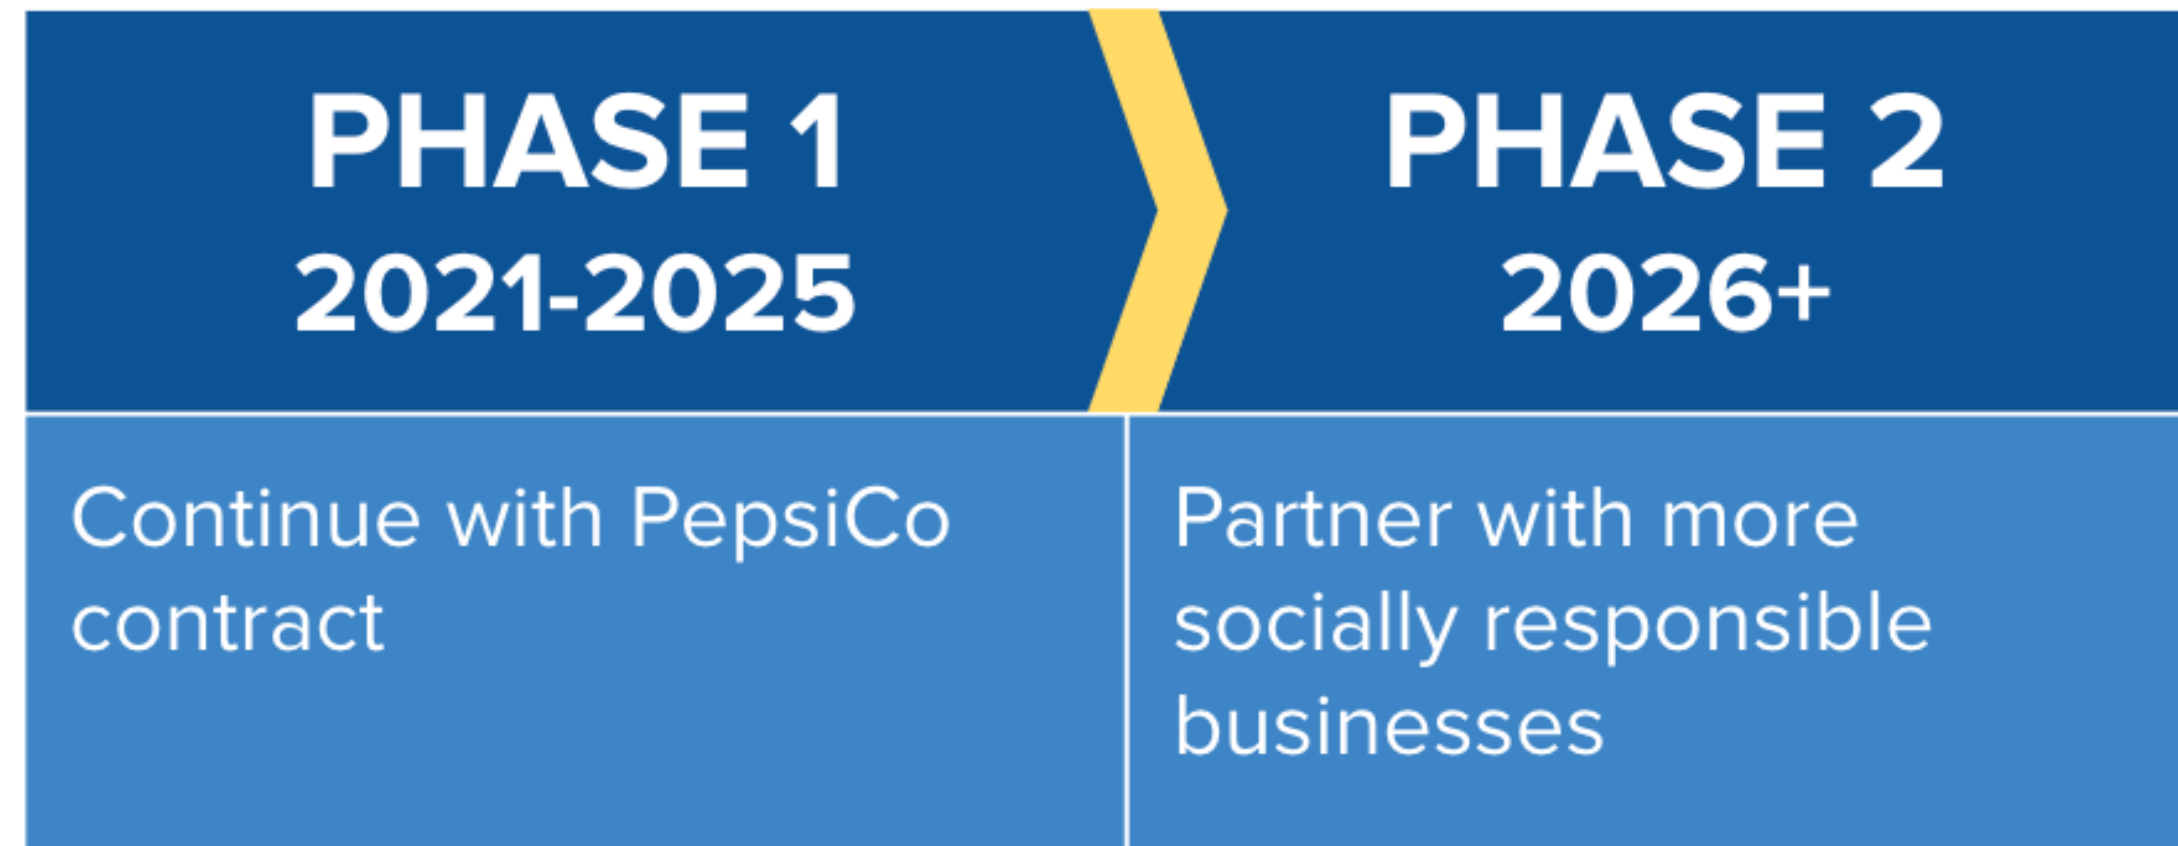 PHASE 1
2021-2025
PHASE 2
2026+
Continue with PepsiCo
contract
Partner with more
socially responsible
businesses